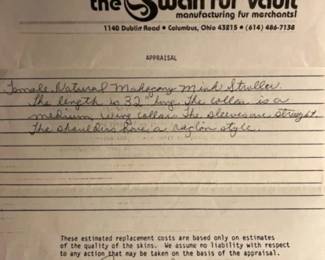 the Swan fur Vault
manufacturing fur merchants!
1140 Dublin Road • Columbus, Ohio 43215 • (614) 486-7138
APPRAISAL
Female Natural Mahogany Mink Stroller
The length is 32" long. The collar is a
medium wing collar. The sleeves are straight.
The shoulders have a raglon style.
These estimated replacement costs are based only on estimates
of the quality of the skins. We assume no liability with respect
to any action that may be taken on the basis of the appraisal.